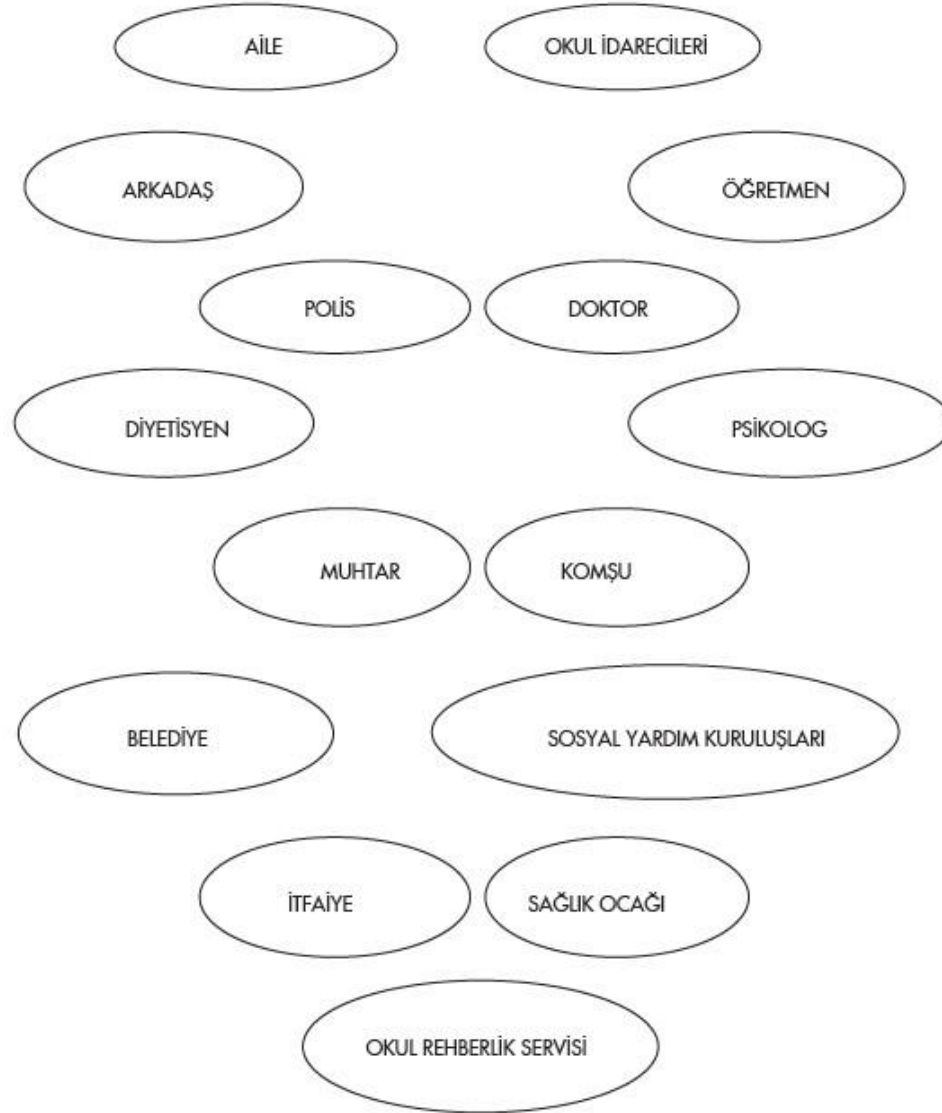 AİLE
OKUL İDARECİLERİ
ARKADAŞ
ÖĞRETMEN
POLİS
DOKTOR
DİYETİSYEN
PSİKOLOG
MUHTAR
KOMŞU
BELEDİYE
SOSYAL YARDIM KURULUŞLARI
İTFAİYE
SAĞLIK OCAĞI
OKUL REHBERLİK SERVİSİ